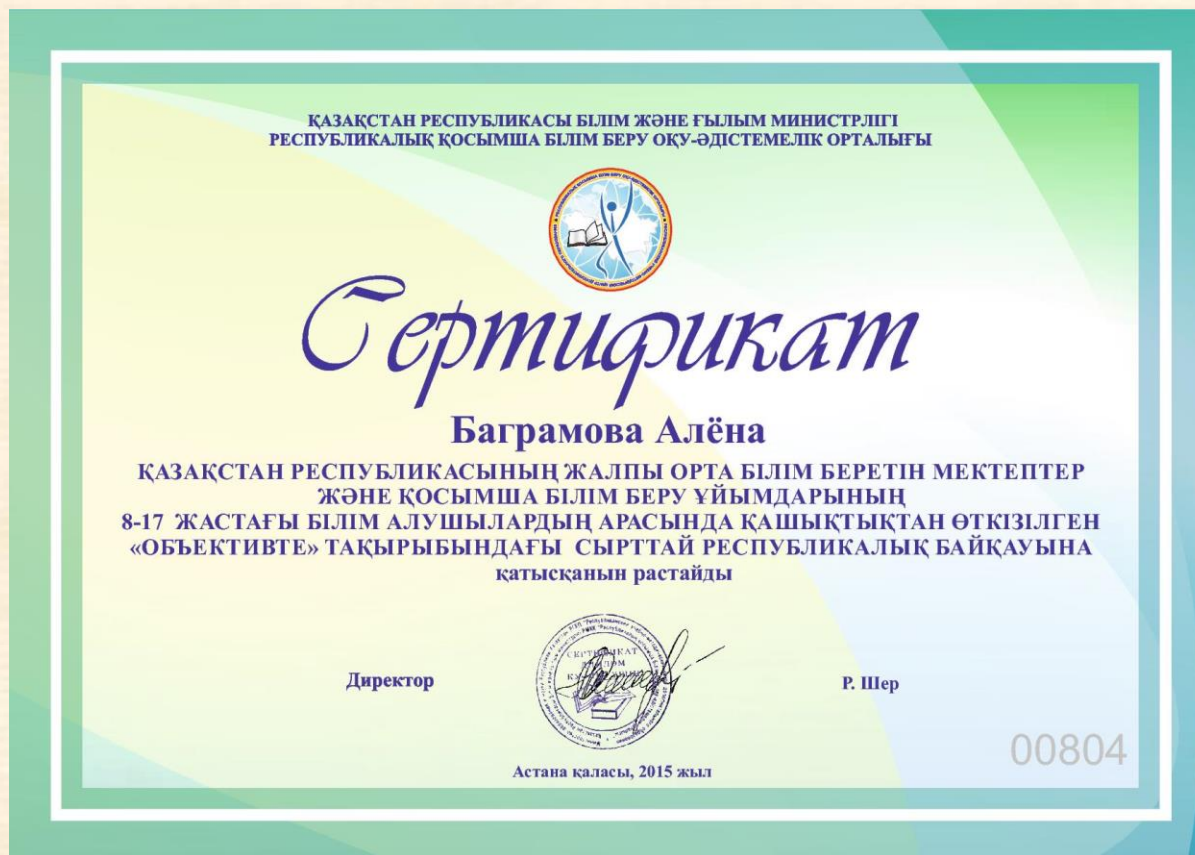 ҚАЗАҚСТАН РЕСПУБЛИКАСЫ БІЛІМ ЖӘНЕ ҒЫЛЫМ МИНИСТРЛІГІ
РЕСПУБЛИКАЛЫҚ ҚОСЫМША БІЛІМ БЕРУ ОҚУ-ӘДІСТЕМЕЛІК ОРТАЛЫҒЫ
Сертификат
Баграмова Алёна
ҚАЗАҚСТАН РЕСПУБЛИКАСЫНЫҢ ЖАЛПЫ ОРТА БІЛІМ БЕРЕТІН МЕКТЕПТЕР
ЖӘНЕ ҚОСЫМША БІЛІМ БЕРУ ҰЙЫМДАРЫНЫҢ
8-17 ЖАСТАҒЫ БІЛІМ АЛУШЫЛАРДЫҢ АРАСЫНДА ҚАШЫҚТЫҚТАН ӨТКІЗІЛГЕН
«ОБЪЕКТИВТЕ» ТАҚЫРЫБЫНДАҒЫ СЫРТТАЙ РЕСПУБЛИКАЛЫҚ БАЙҚАУЫНА
қатысқанын растайды
СЕРТИФИКАТ
ДИПЛОМ
Директор
Р. Шер
00804
Астана қаласы, 2015 жыл